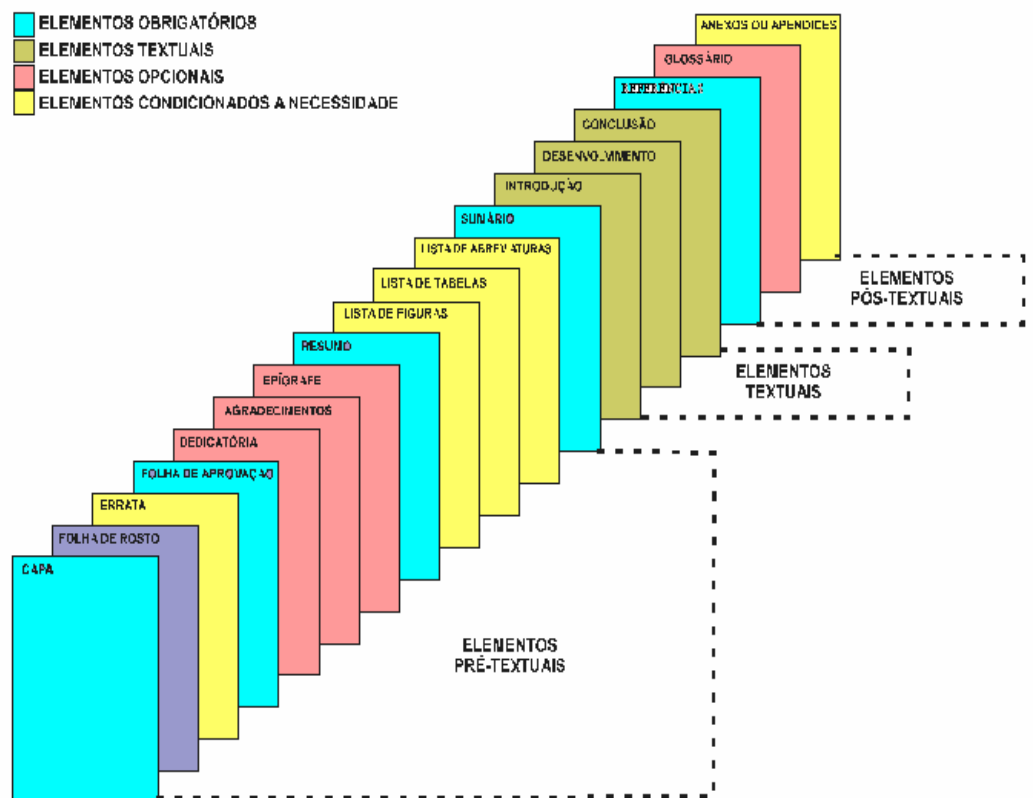 ELEMENTOS OBRIGATÓRIOS
ELEMENTOS TEXTUAIS
ELEMENTOS OPCIONAIS
ELEMENTOS CONDICIONADOS A NECESSIDADE
ANEXOS OU APENDICES
GLOSSÁRIO
REFERÊNCIAS
CONCLUSÃO
DESENVOLVIMENTO
INTRODUÇÃO
SUMÁRIO
LISTA DE ABREVIATURAS
LISTA DE TABELAS
LISTA DE FIGURAS
RESUMO
EPÍGRAFE
AGRADECIMENTOS
DEDICATÓRIA
FOLHA DE APROVAÇÃO
ERRATA
FOLHA DE ROSTO
CAPA
ELEMENTOS
PÓS-TEXTUAIS
ELEMENTOS
TEXTUAIS
ELEMENTOS
PRÉ-TEXTUAIS